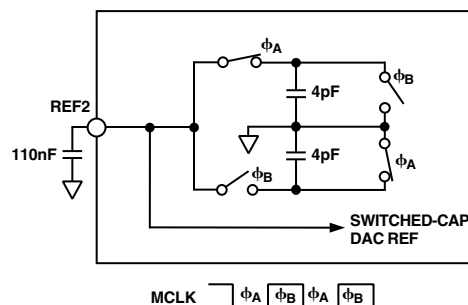 ϕA
ϕB
4pF
REF2
110nF
4pF
ϕA
ϕB
SWITCHED-CAP
DAC REF
MCLK ϕA ϕB ϕA ϕB